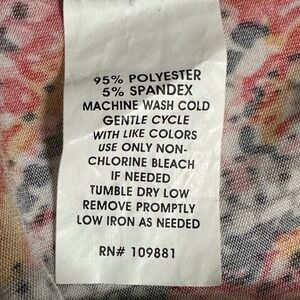 95% POLYESTER
5% SPANDEX
MACHINE WASH COLD
GENTLE CYCLE
WITH LIKE COLORS
USE ONLY NON-
CHLORINE BLEACH
IF NEEDED
TUMBLE DRY LOW
REMOVE PROMPTLY
LOW IRON AS NEEDED
RN# 109881